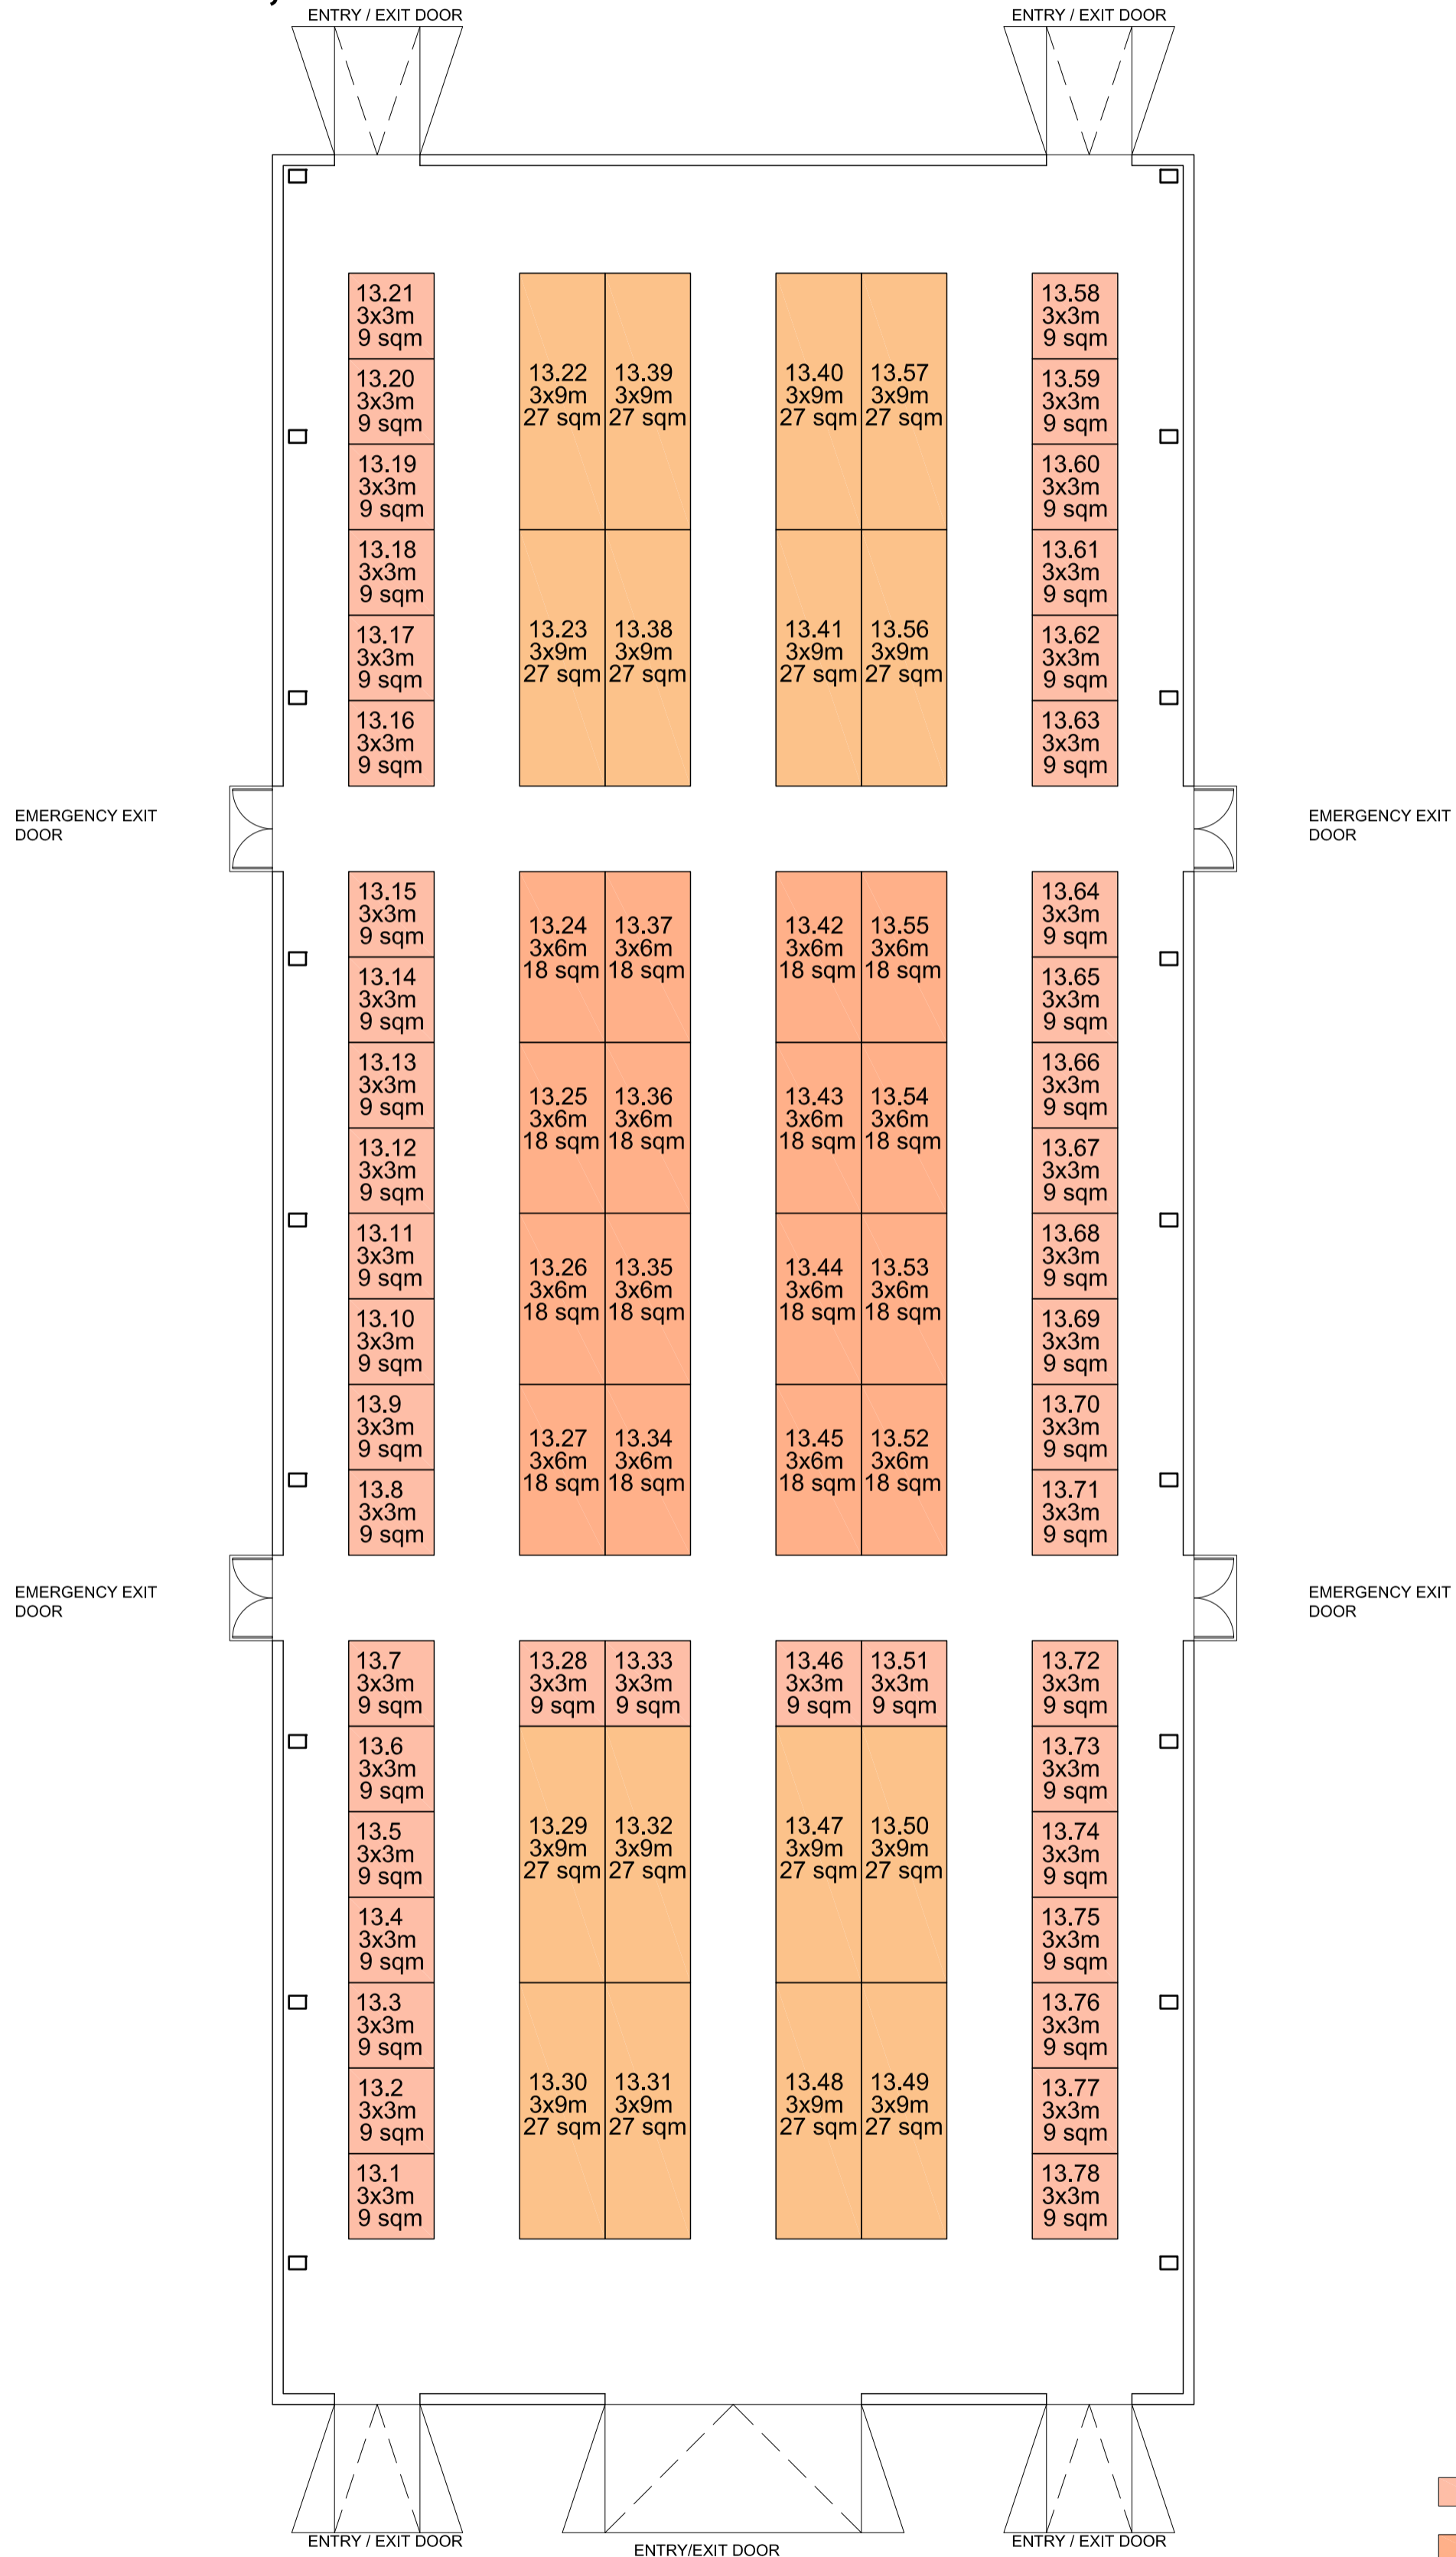 ENTRY / EXIT DOOR
ENTRY / EXIT DOOR
13.21
3x3m
9 sqm
13.20
3x3m
9 sqm
13.19
3x3m
9 sqm
13.18
3x3m
9 sqm
13.17
3x3m
9 sqm
13.16
3x3m
9 sqm
13.22
3x9m
27 sqm
13.39
3x9m
27 sqm
13.23
3x9m
27 sqm
13.38
3x9m
27 sqm
13.40
3x9m
27 sqm
13.57
3x9m
27 sqm
13.41
3x9m
27 sqm
13.56
3x9m
27 sqm
13.58
3x3m
9 sqm
13.59
3x3m
9 sqm
13.60
3x3m
9 sqm
13.61
3x3m
9 sqm
13.62
3x3m
9 sqm
13.63
3x3m
9 sqm
EMERGENCY EXIT
DOOR
EMERGENCY EXIT
DOOR
13.15
3x3m
9 sqm
13.14
3x3m
9 sqm
13.13
3x3m
9 sqm
13.12
3x3m
9 sqm
13.11
3x3m
9 sqm
13.10
3x3m
9 sqm
13.9
3x3m
9 sqm
13.8
3x3m
9 sqm
13.24
3x6m
18 sqm
13.37
3x6m
18 sqm
13.25
3x6m
18 sqm
13.36
3x6m
18 sqm
13.26
3x6m
18 sqm
13.35
3x6m
18 sqm
13.27
3x6m
18 sqm
13.34
3x6m
18 sqm
13.42
3x6m
18 sqm
13.55
3x6m
18 sqm
13.43
3x6m
18 sqm
13.54
3x6m
18 sqm
13.44
3x6m
18 sqm
13.53
3x6m
18 sqm
13.45
3x6m
18 sqm
13.52
3x6m
18 sqm
13.64
3x3m
9 sqm
13.65
3x3m
9 sqm
13.66
3x3m
9 sqm
13.67
3x3m
9 sqm
13.68
3x3m
9 sqm
13.69
3x3m
9 sqm
13.70
3x3m
9 sqm
13.71
3x3m
9 sqm
EMERGENCY EXIT
DOOR
EMERGENCY EXIT
DOOR
13.7
3x3m
9 sqm
13.6
3x3m
9 sqm
13.5
3x3m
9 sqm
13.4
3x3m
9 sqm
13.3
3x3m
9 sqm
13.2
3x3m
9 sqm
13.1
3x3m
9 sqm
13.28
3x3m
9 sqm
13.33
3x3m
9 sqm
13.29
3x9m
27 sqm
13.32
3x9m
27 sqm
13.30
3x9m
27 sqm
13.31
3x9m
27 sqm
13.46
3x3m
9 sqm
13.51
3x3m
9 sqm
13.47
3x9m
27 sqm
13.50
3x9m
27 sqm
13.48
3x9m
27 sqm
13.49
3x9m
27 sqm
13.72
3x3m
9 sqm
13.73
3x3m
9 sqm
13.74
3x3m
9 sqm
13.75
3x3m
9 sqm
13.76
3x3m
9 sqm
13.77
3x3m
9 sqm
13.78
3x3m
9 sqm
ENTRY / EXIT DOOR
ENTRY/EXIT DOOR
ENTRY / EXIT DOOR